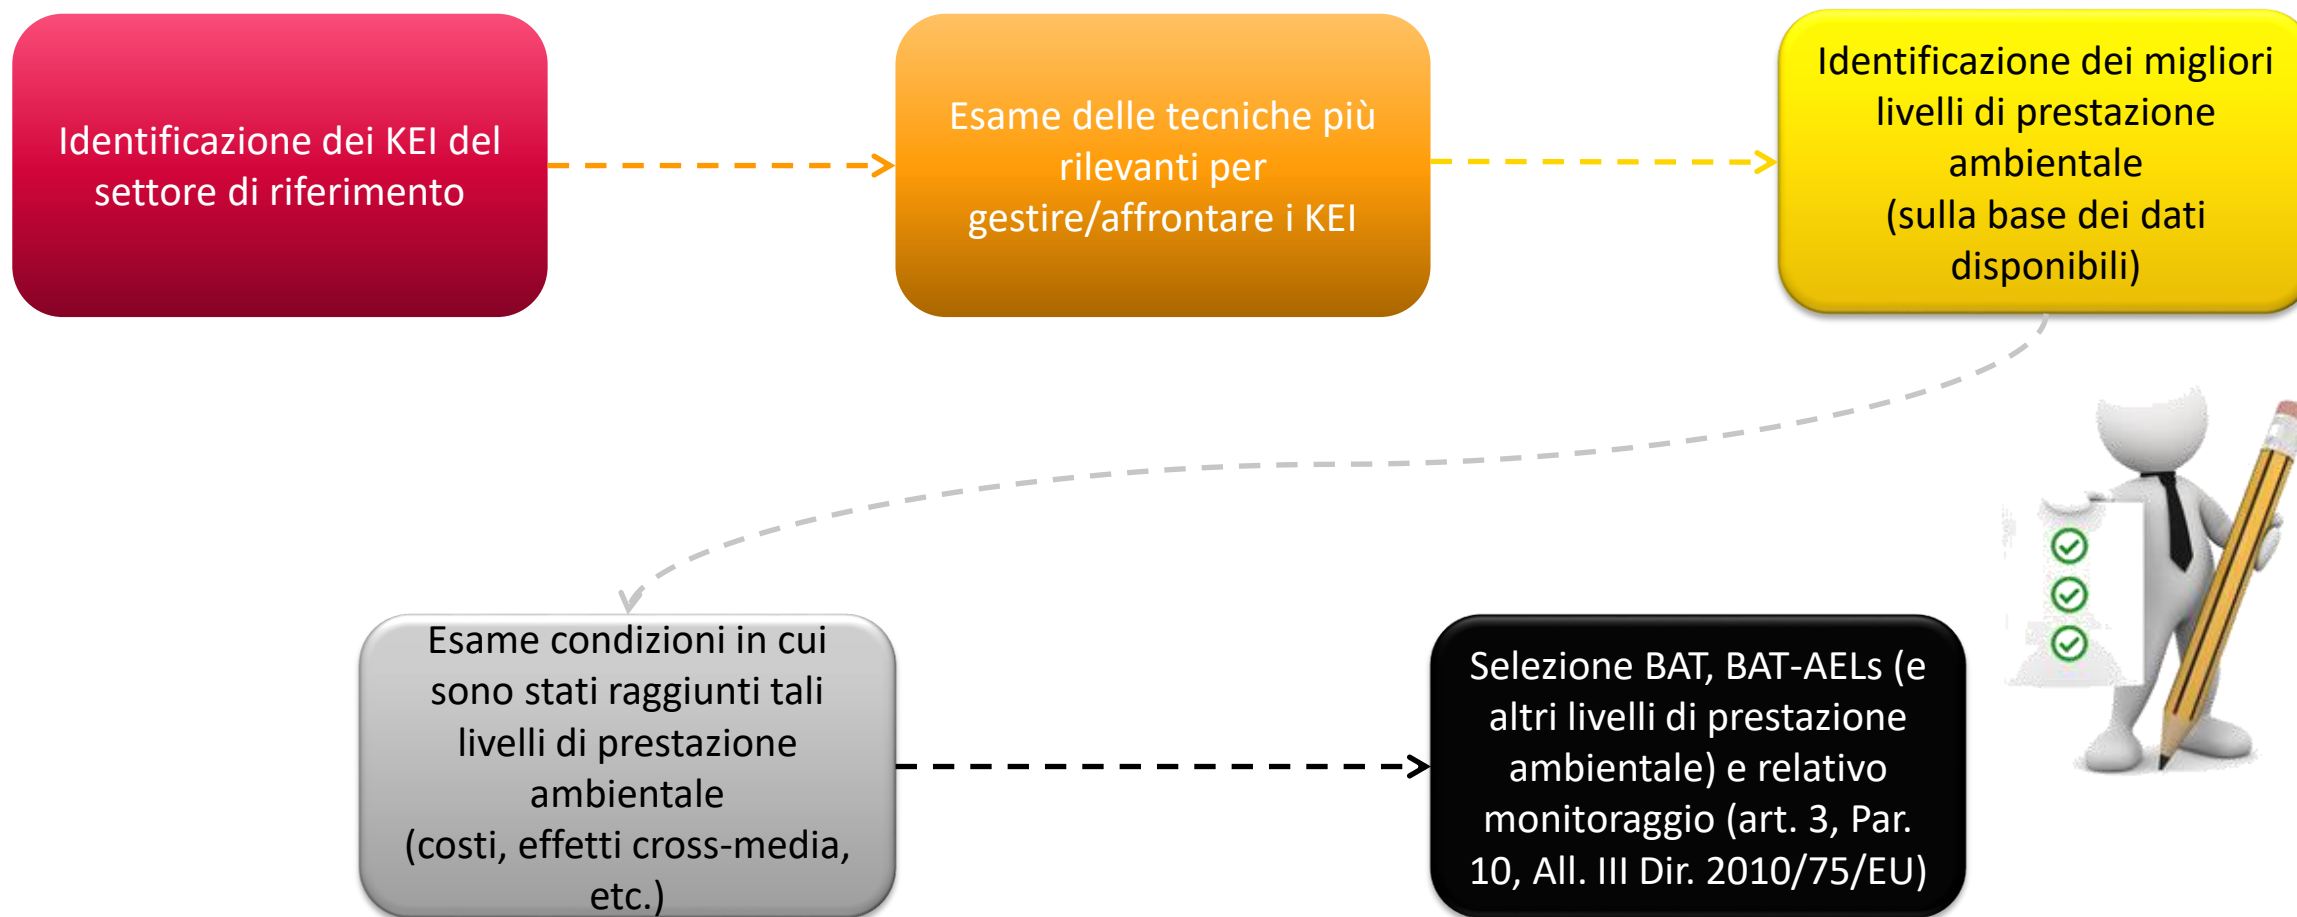 Identificazione dei KEI del
settore di riferimento
Esame delle tecniche più
rilevanti per
gestire/affrontare i KEI
Identificazione dei migliori
livelli di prestazione
ambientale
(sulla base dei dati
disponibili)
Esame condizioni in cui
sono stati raggiunti tali
livelli di prestazione
ambientale
(costi, effetti cross-media,
etc.)
Selezione BAT, BAT-AELs (e
altri livelli di prestazione
ambientale) e relativo
monitoraggio (art. 3, Par.
10, All. III Dir. 2010/75/EU)